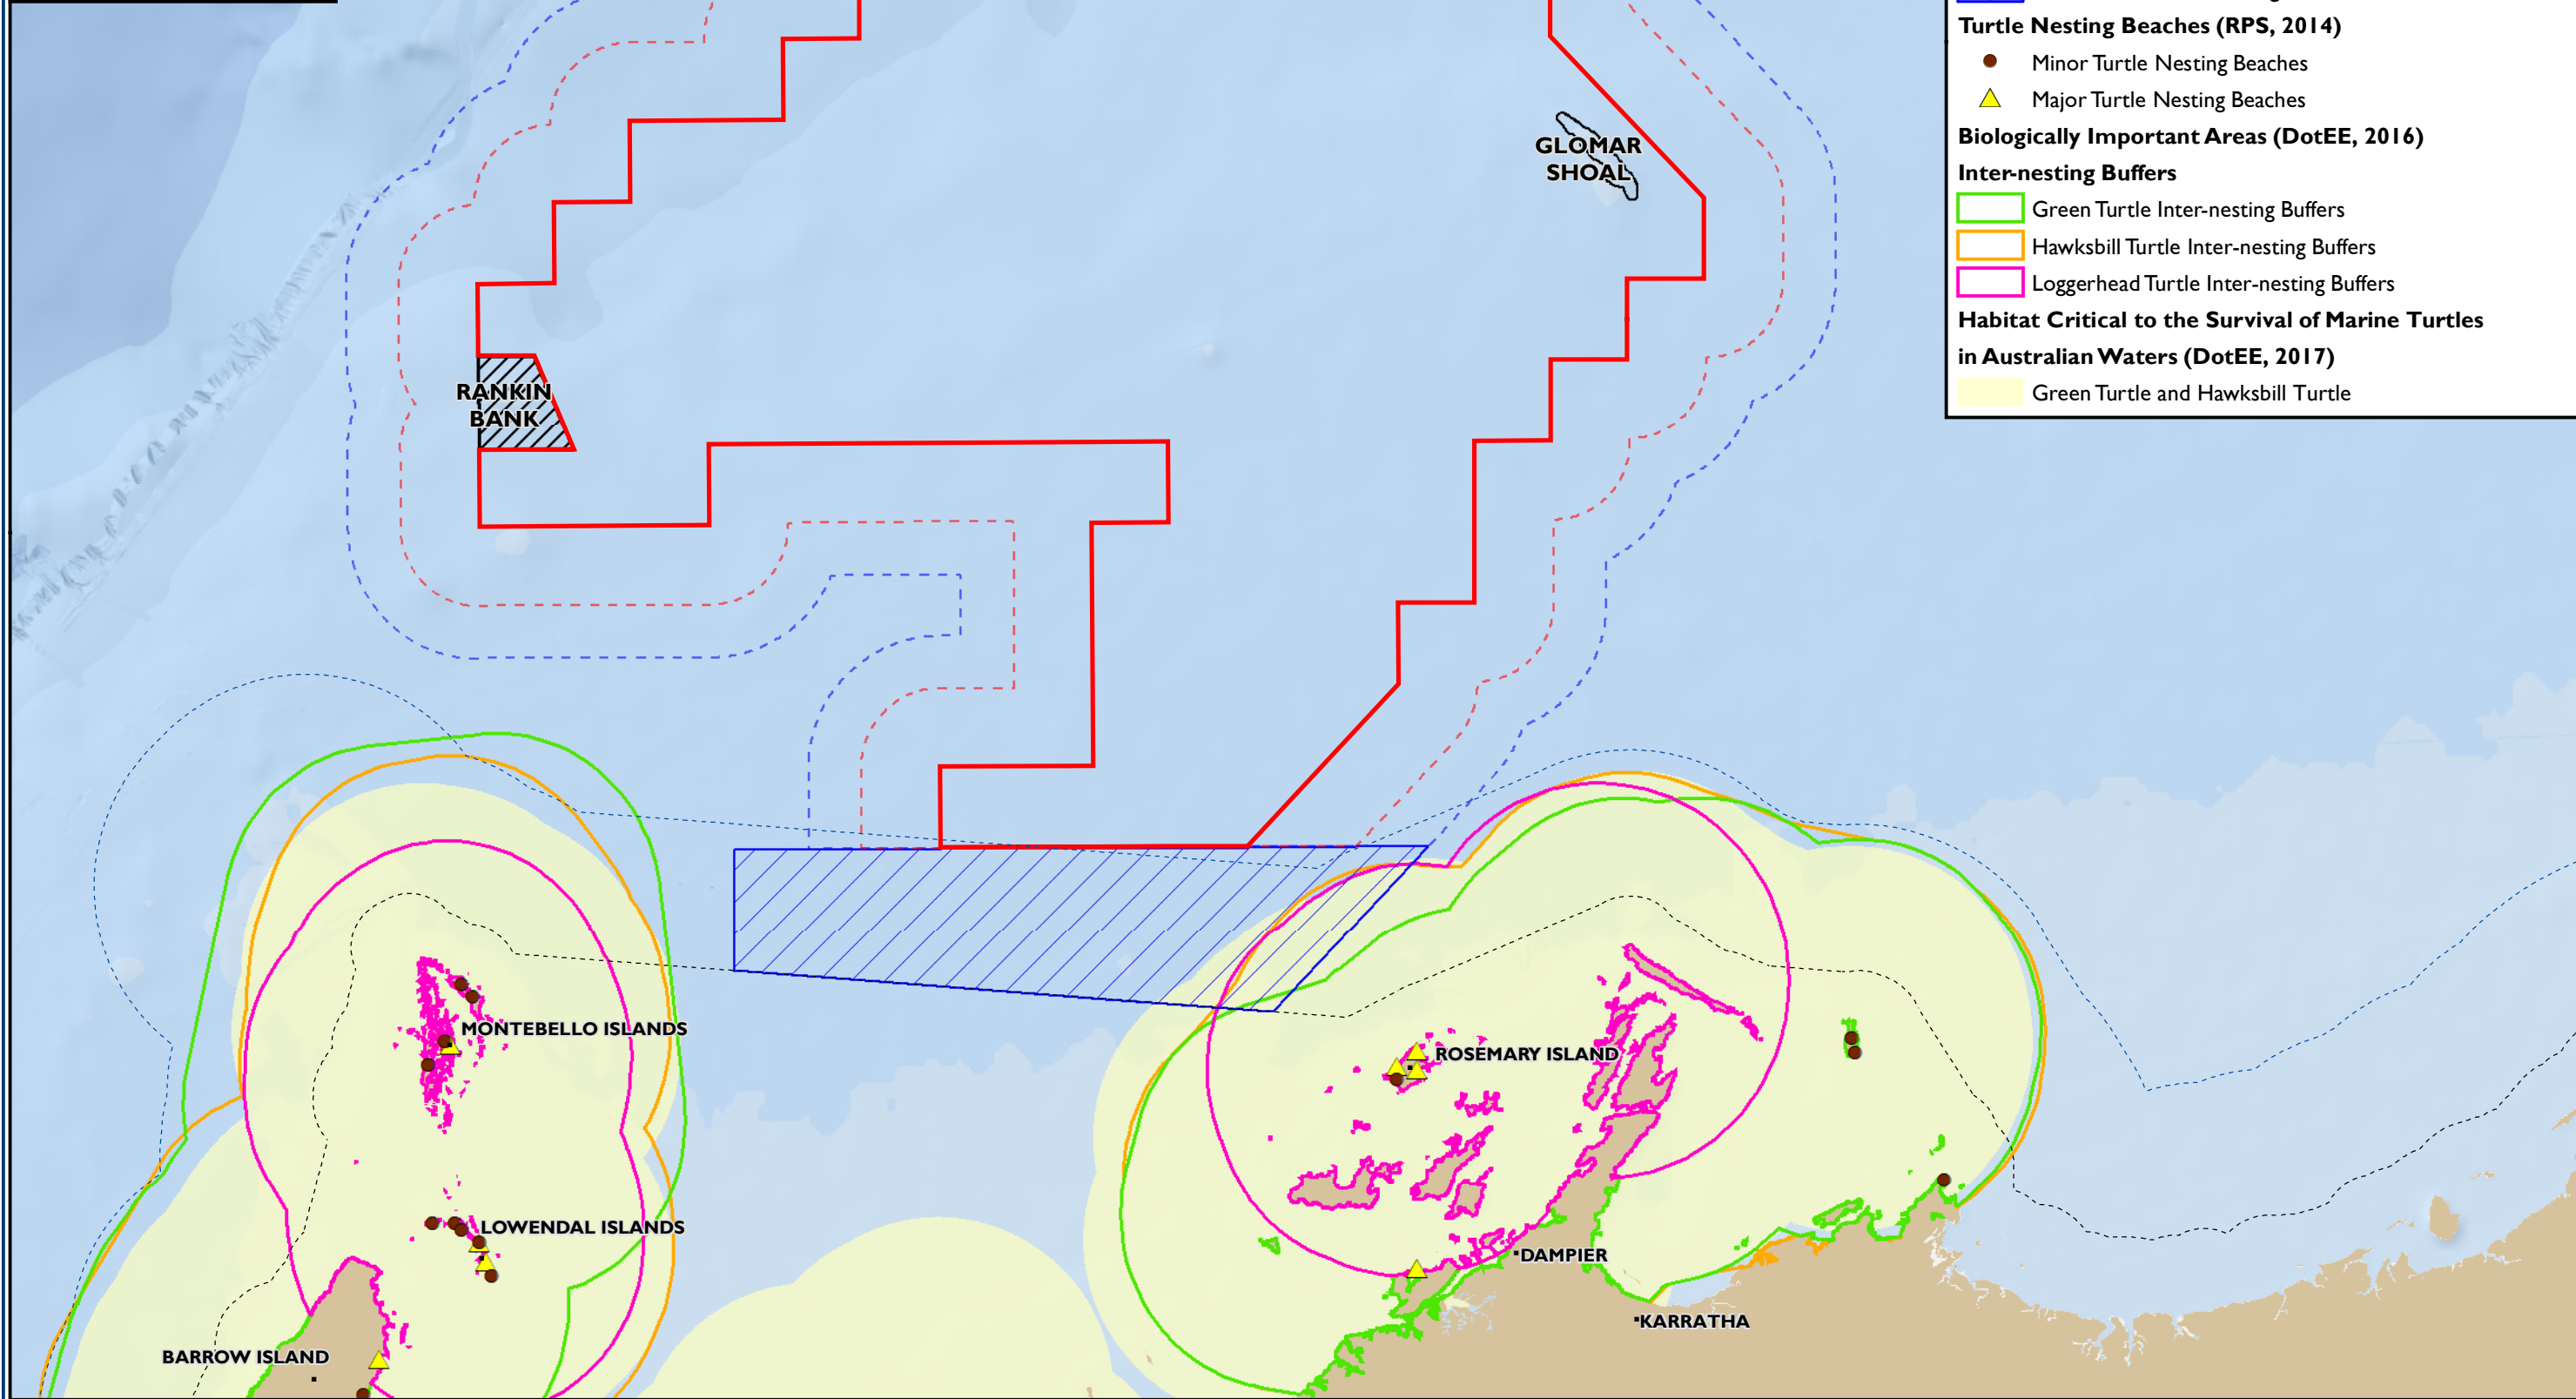 Turtle Nesting Beaches (RPS, 2014)
Minor Turtle Nesting Beaches
Major Turtle Nesting Beaches
Biologically Important Areas (DotEE, 2016)
Inter-nesting Buffers
Green Turtle Inter-nesting Buffers
Hawksbill Turtle Inter-nesting Buffers
Loggerhead Turtle Inter-nesting Buffers
Habitat Critical to the Survival of Marine Turtles
in Australian Waters (DotEE, 2017)
Green Turtle and Hawksbill Turtle
GLOMAR
SHOAL
RANKIN
BANK
MONTEBELLO ISLANDS
ROSEMARY ISLAND
LOWENDAL ISLANDS
DAMPIER
KARRATHA
BARROW ISLAND